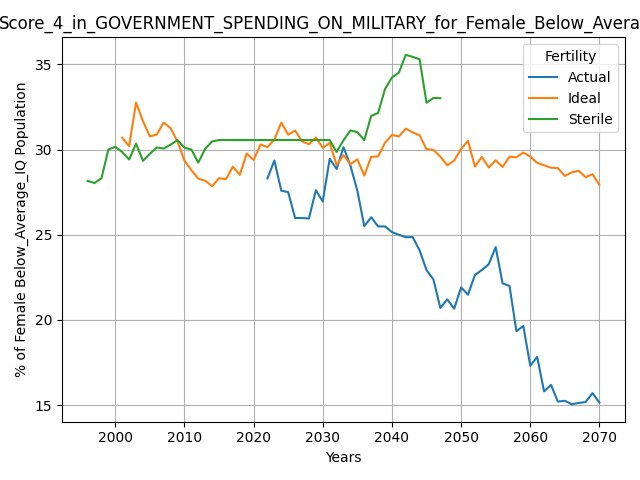 Score_4_in_GOVERNMENT_SPENDING_ON_MILITARY_for_Female_Below_Avera
% of Female Below_Average_IQ Population
35
30
25
20
15
Fertility
Actual
Ideal
Sterile
2000 2010 2020 2030 2040 2050 2060 2070
Years